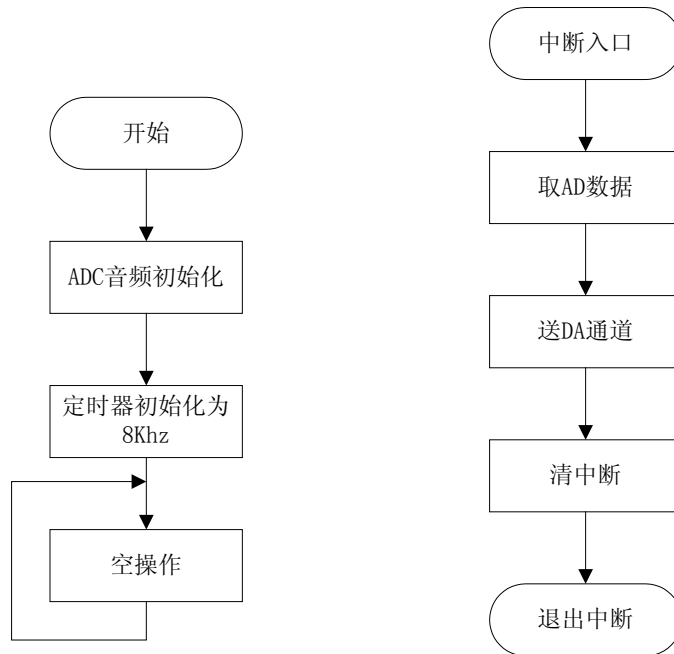 开始
ADC音频初始化
定时器初始化为
8Khz
空操作
中断入口
取AD数据
送DA通道
清中断
退出中断